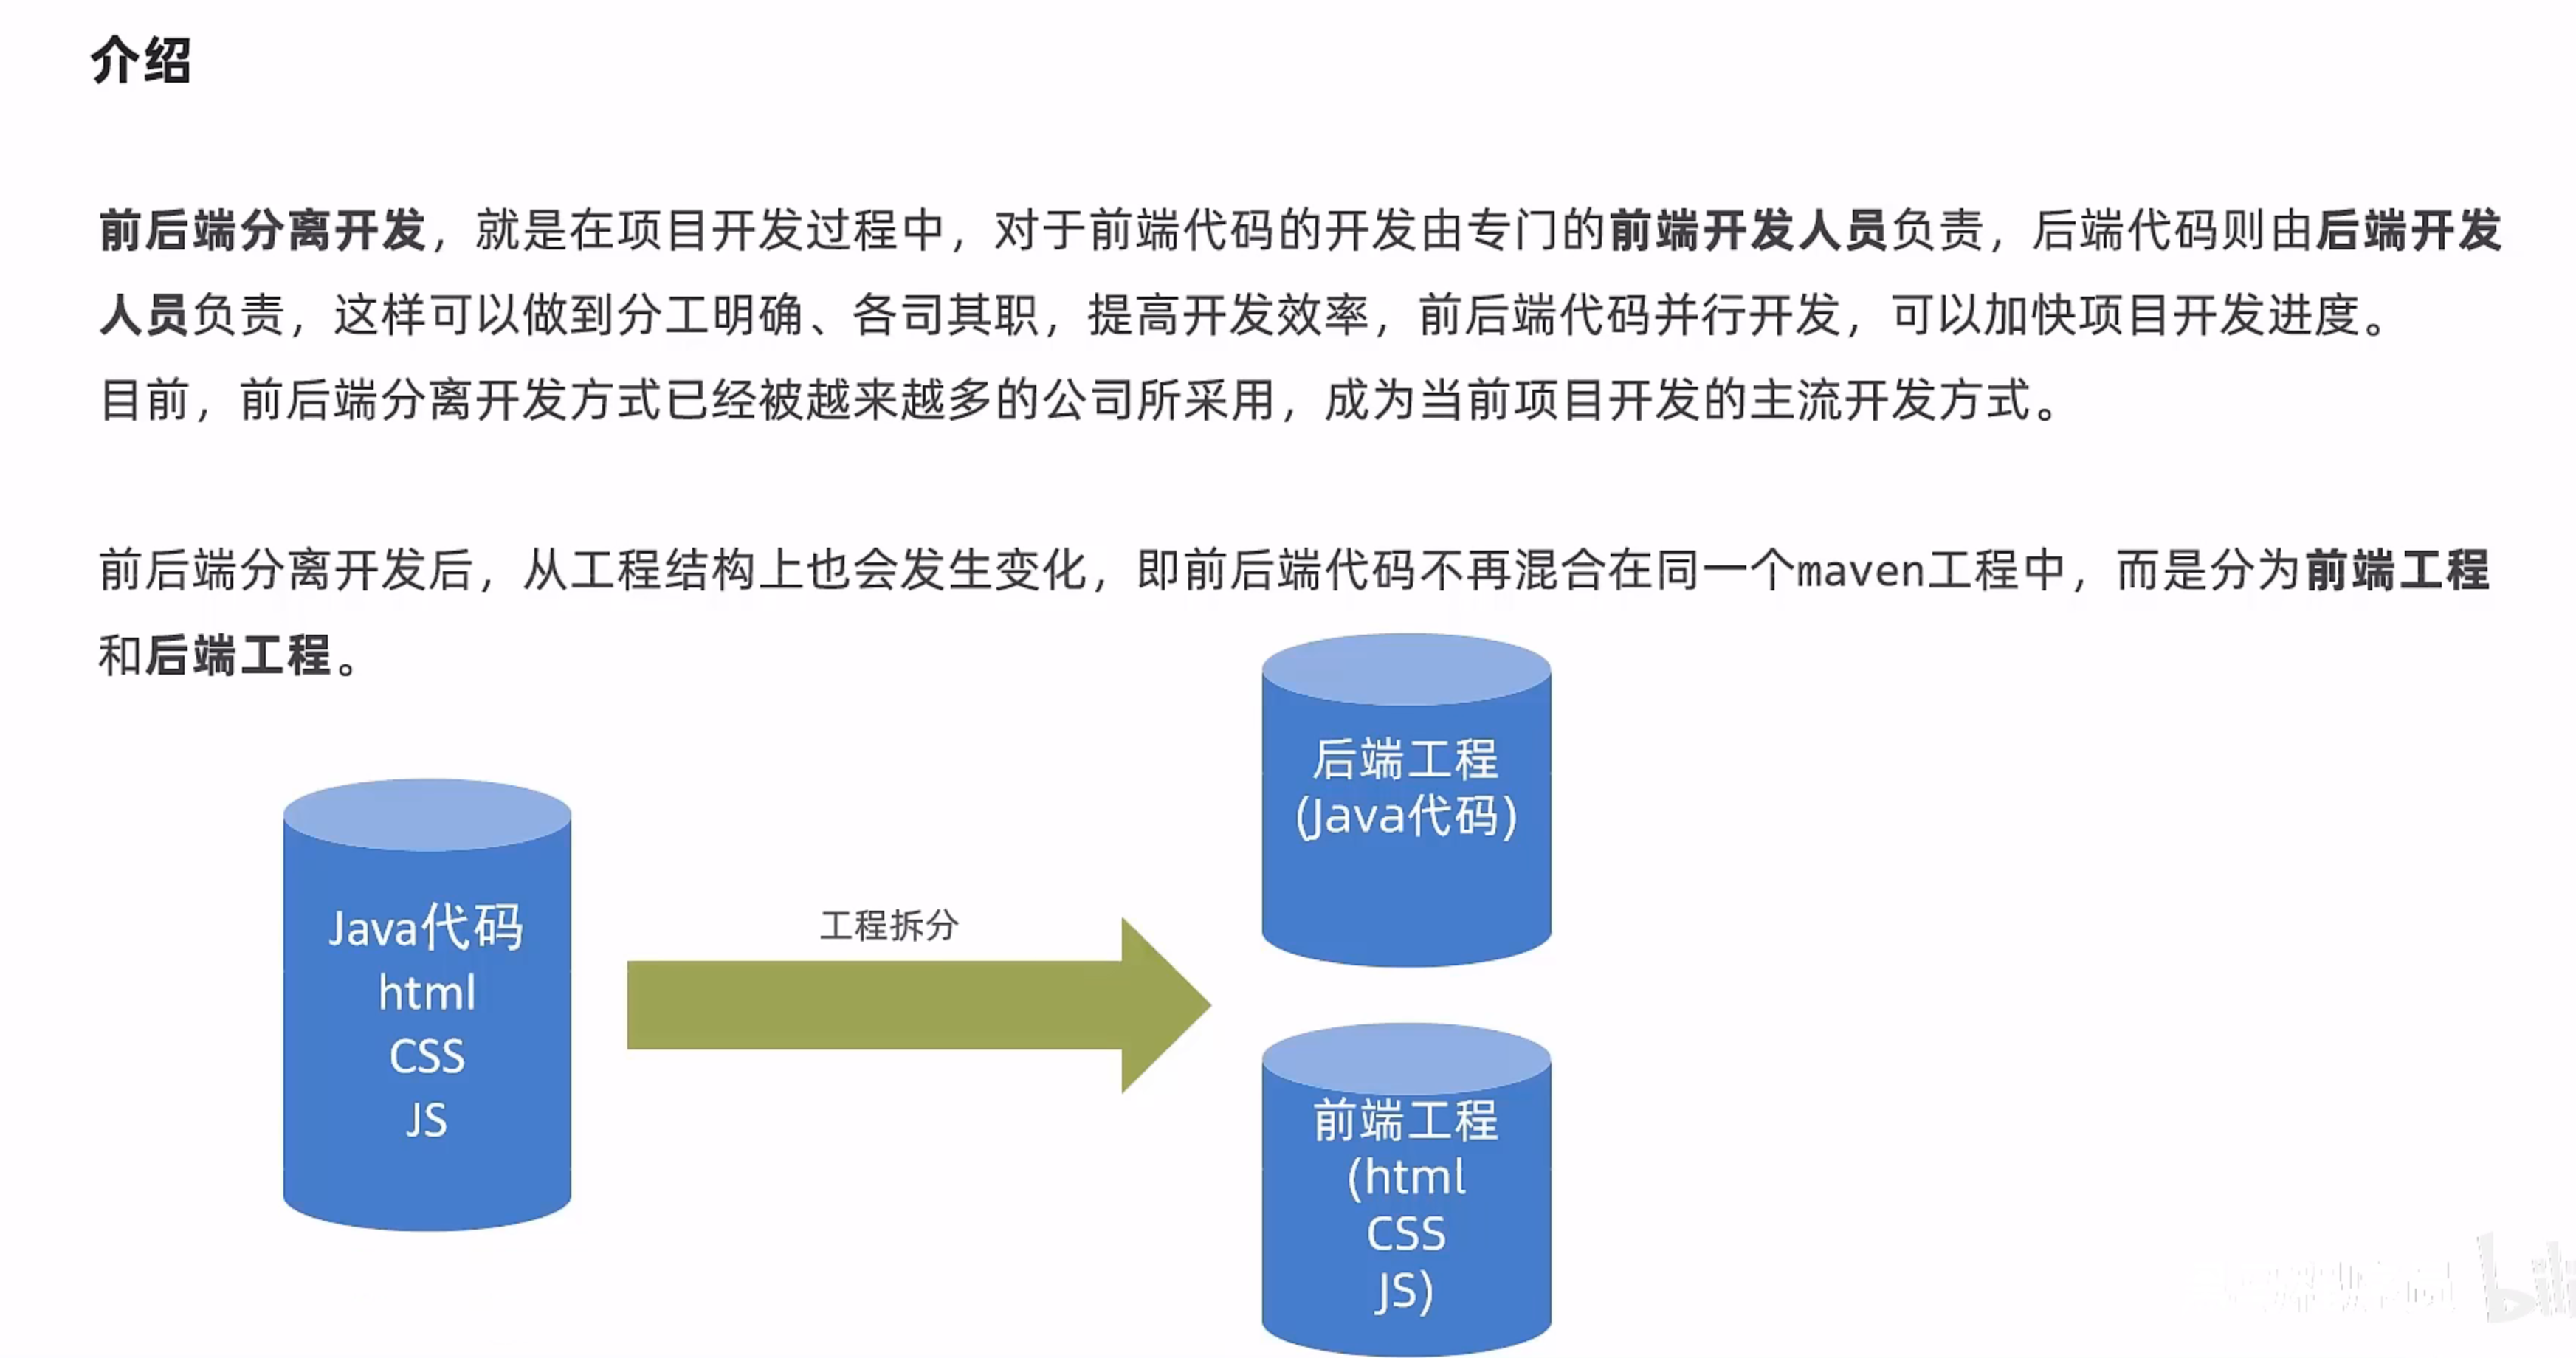 介绍
前后端分离开发，就是在项目开发过程中，对于前端代码的开发由专门的前端开发人员负责，后端代码则由后端开发
人员负责，这样可以做到分工明确、各司其职，提高开发效率，前后端代码并行开发，可以加快项目开发进度。
目前，前后端分离开发方式已经被越来越多的公司所采用，成为当前项目开发的主流开发方式。
前后端分离开发后，从工程结构上也会发生变化，即前后端代码不再混合在同一个maven工程中，而是分为前端工程
和后端工程。
Java代码
html
CSS
JS
工程拆分
后端工程
(Java代码)
前端工程
(html
CSS
JS)